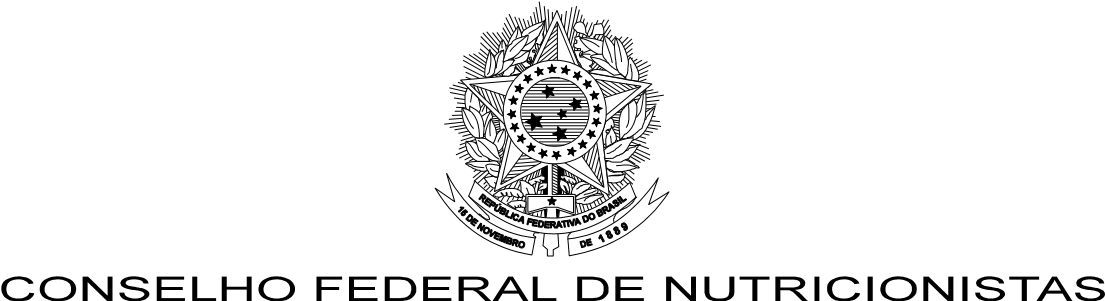 REPÚBLICA FEDERATIVA DO BRASIL
15 DE NOVEMBRO DE 1889
CONSELHO FEDERAL DE NUTRICIONISTAS